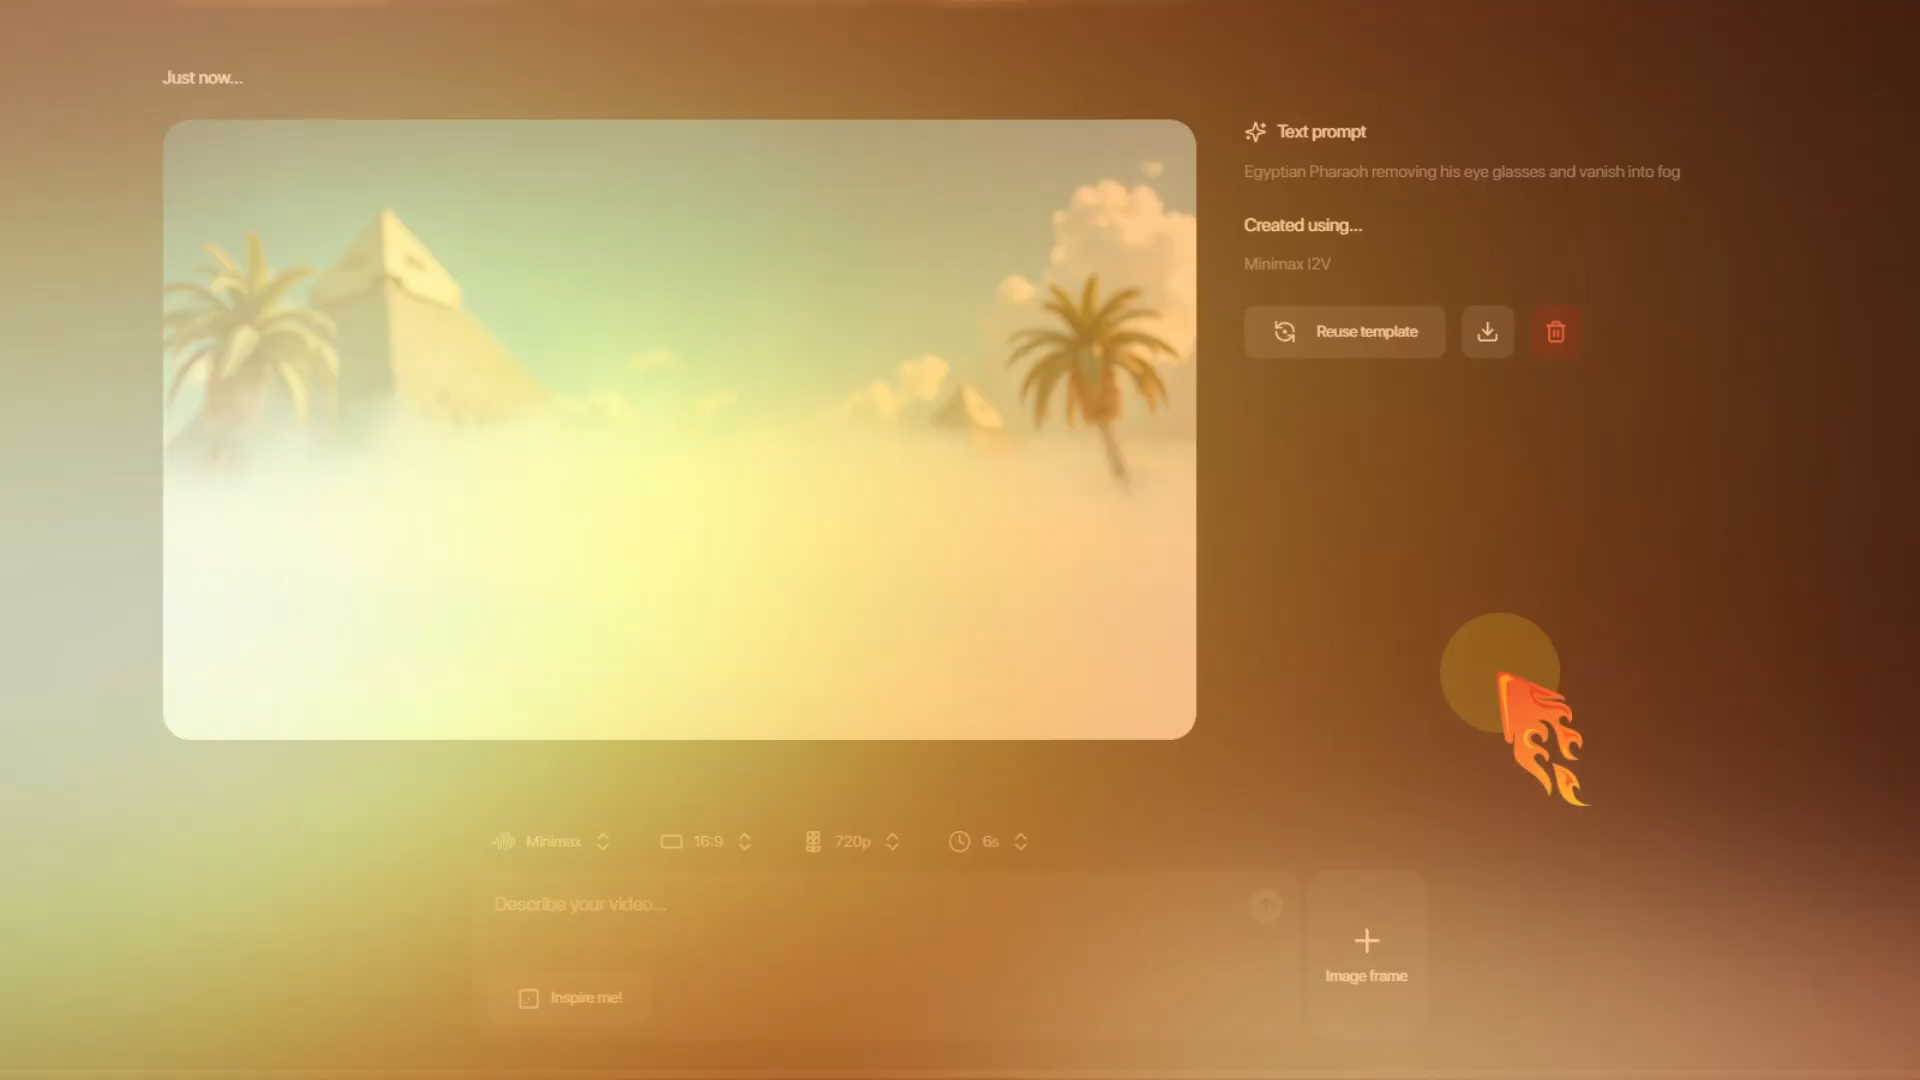 Just now...
Text prompt
Egyptian Pharaoh removing his eye glasses and vanish into fog
Created using...
Minimax I2V
Reuse template
Minimax
16:9
720p
6s
Describe your video...
Image frame
Inspire me!